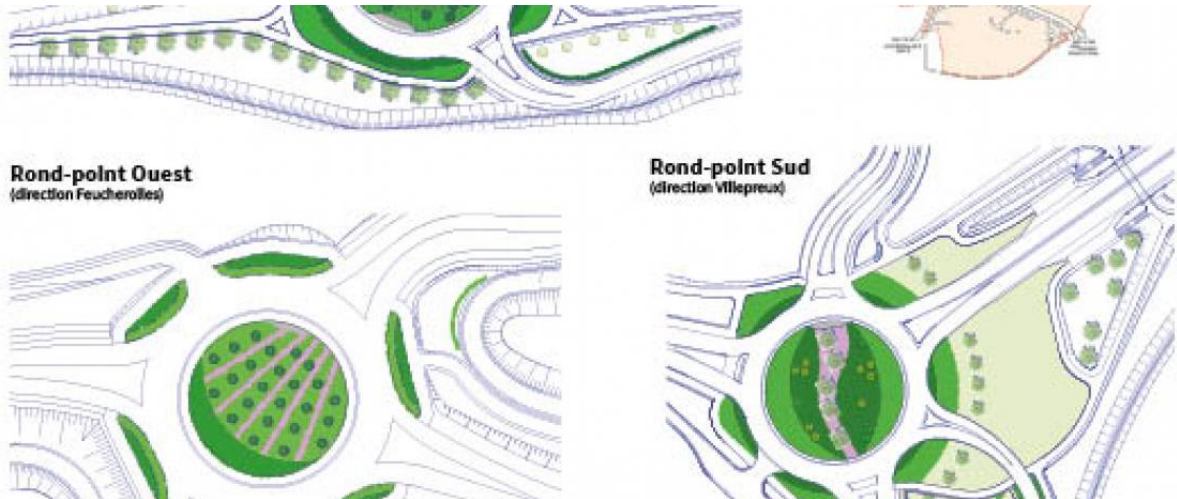 Rond-point Ouest
(direction Feucherolles)
Rond-point Sud
(direction Villepreux)